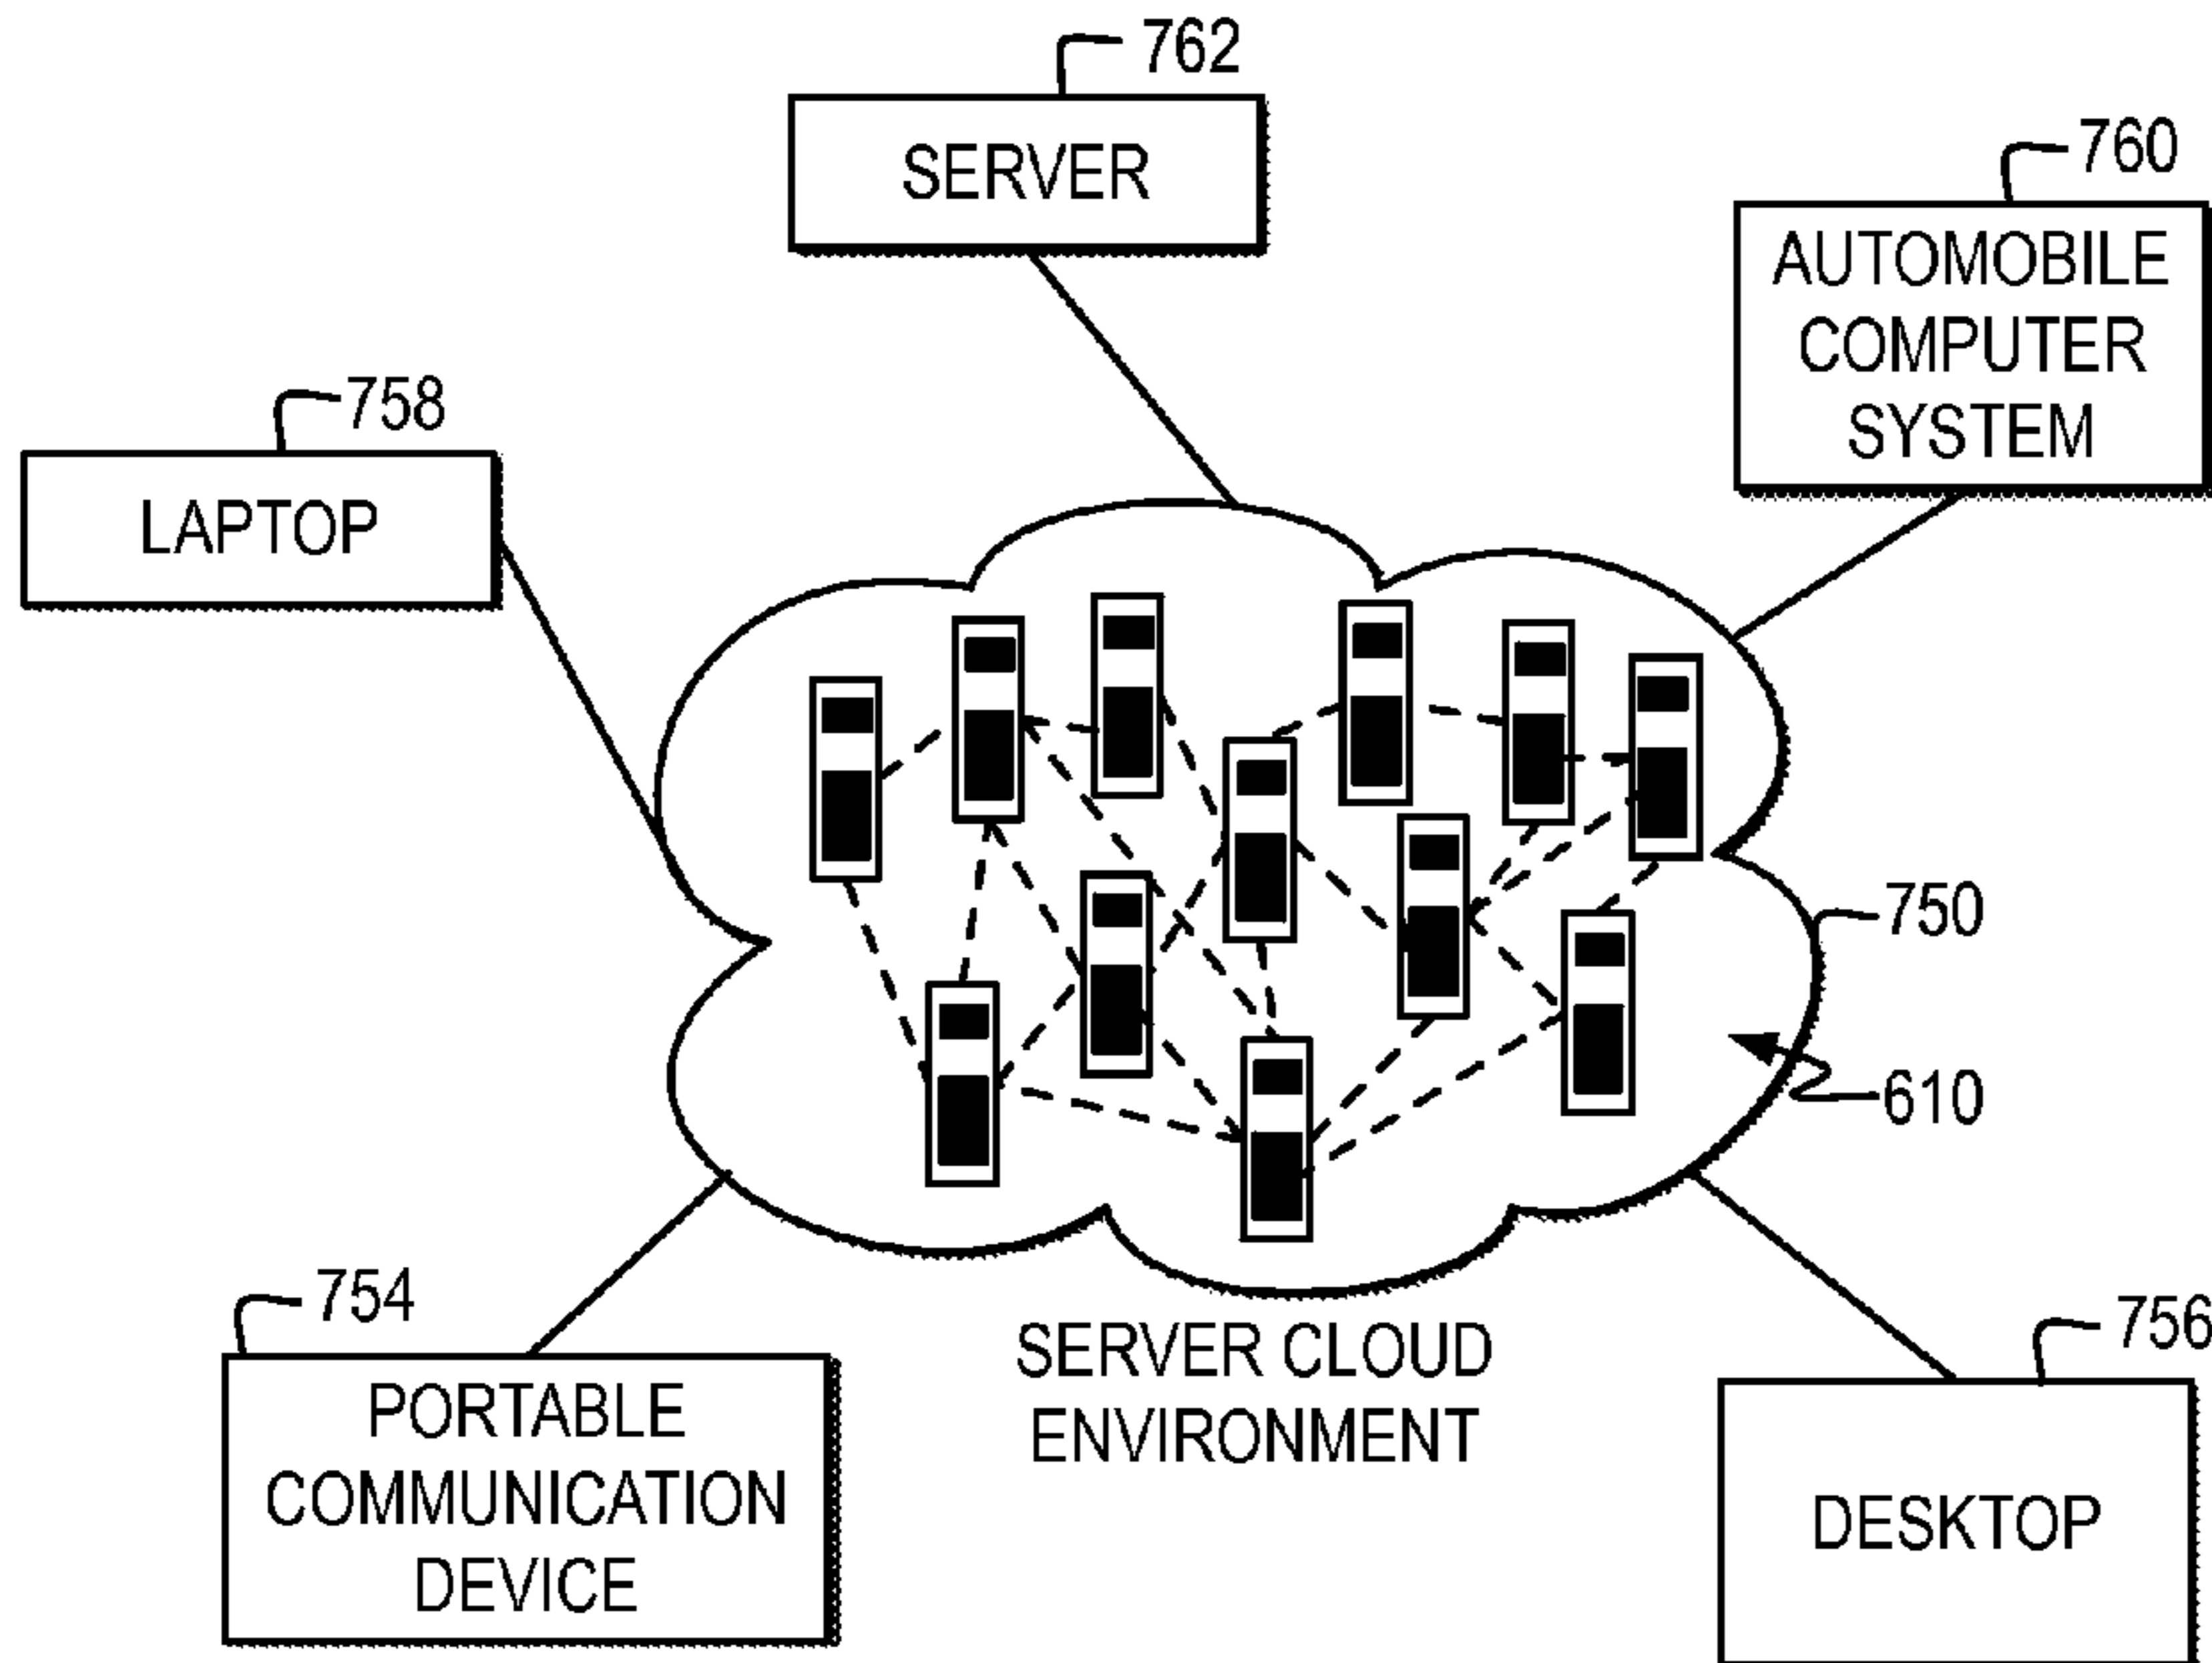 762
SERVER
760
AUTOMOBILE
COMPUTER
SYSTEM
758
LAPTOP
750
610
754
PORTABLE
COMMUNICATION
DEVICE
SERVER CLOUD
ENVIRONMENT
756
DESKTOP